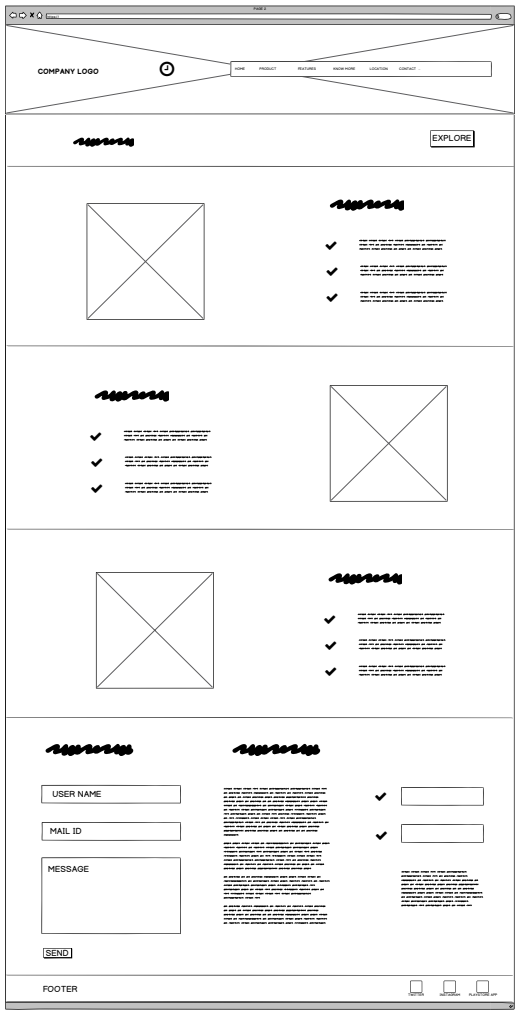 PAGE 2
COMPANY LOGO
HOME PRODUCT FEATURES KNOW MORE LOCATION CONTACT
EXPLORE
USER NAME
MAIL ID
MESSAGE
SEND
FOOTER
TWITTER INSTAGRAM PLAYSTORE APP